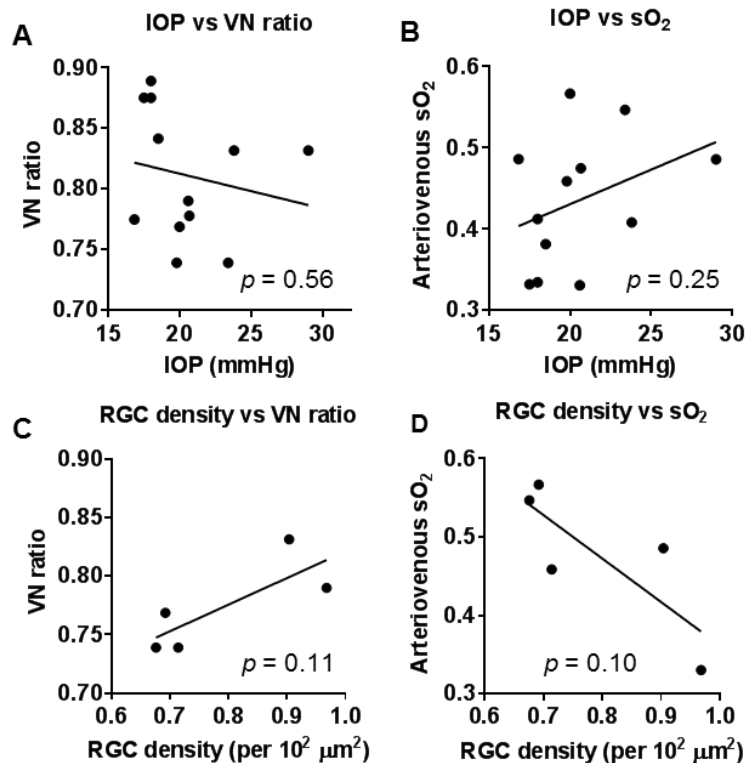 A
IOP vs VN ratio
0.90
0.85
0.80
0.75
0.70
VN ratio
p = 0.56
15 20 25 30
IOP (mmHg)
B
IOP vs sO₂
0.6
0.5
0.4
0.3
Arteriovenous sO₂
p = 0.25
15 20 25 30
IOP (mmHg)
C
RGC density vs VN ratio
0.90
0.85
0.80
0.75
0.70
VN ratio
p = 0.11
0.6 0.7 0.8 0.9 1.0
RGC density (per 10² μm²)
D
RGC density vs sO₂
0.6
0.5
0.4
0.3
Arteriovenous sO₂
p = 0.10
0.6 0.7 0.8 0.9 1.0
RGC density (per 10² μm²)